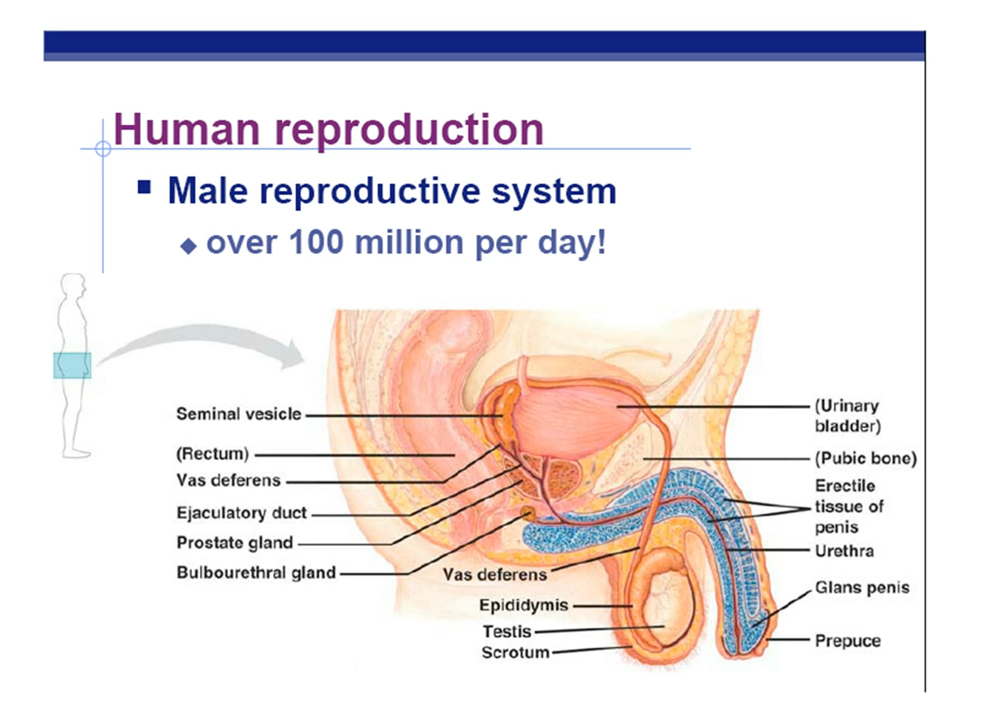 Human reproduction
Male reproductive system
over 100 million per day!
Seminal vesicle
(Rectum)
Vas deferens
Ejaculatory duct
Prostate gland
Bulbourethral gland
Vas deferens
Epididymis
Testis
Scrotum
(Urinary
bladder)
(Pubic bone)
Erectile
tissue of
penis
Urethra
Glans penis
Prepuce